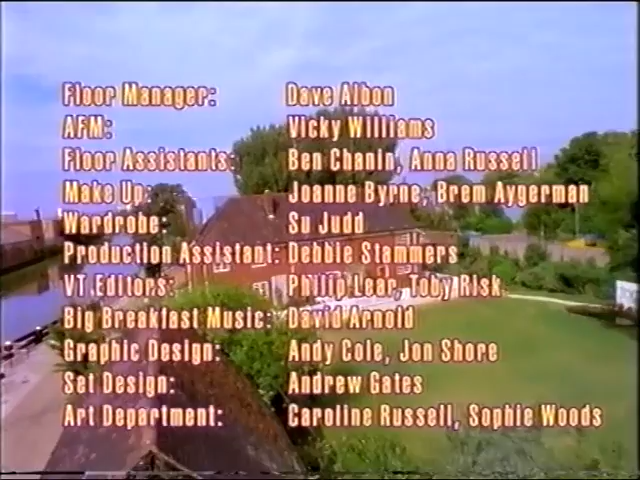 Floor Manager: Dave Albon
AFM: Vicky Williams
Floor Assistants: Ben Chanin, Anna Russell
Make Up: Joanne Byrne, Brem Aygerman
Wardrobe: Su Judd
Production Assistant: Debbie Stammers
VT Editors: Philip Lear, Toby Risk
Big Breakfast Music: David Arnold
Graphic Design: Andy Cole, Jon Shore
Set Design: Andrew Gates
Art Department: Caroline Russell, Sophie Woods